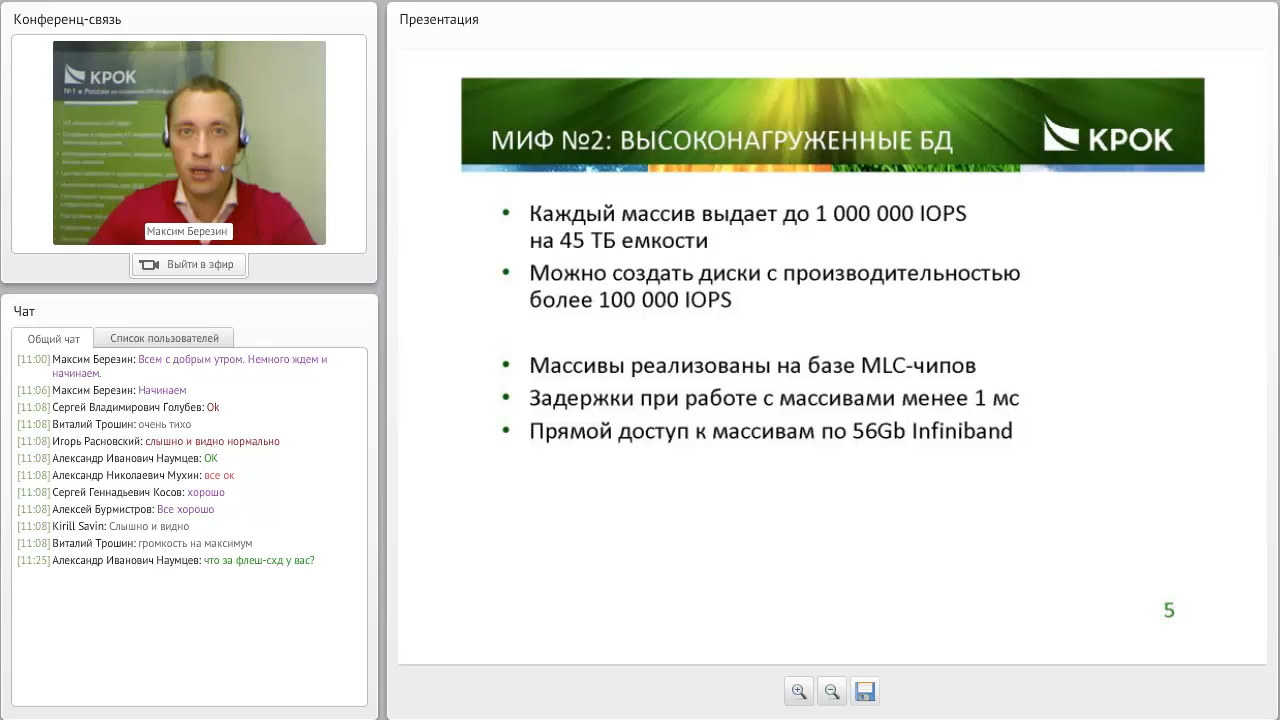 Конференц-связь
КРОК
№1 в России
Максим Березин
Выйти в эфир
Чат
Общий чат
Список пользователей
[11:00] Максим Березин: Всем с добрым утром. Немного ждем и
начинаем.
[11:06] Максим Березин: Начинаем
[11:08] Сергей Владимирович Голубев: Ok
[11:08] Виталий Трошин: очень тихо
[11:08] Игорь Расновский: слышно и видно нормально
[11:08] Александр Иванович Наумцев: ОК
[11:08] Александр Николаевич Мухин: все ок
[11:08] Сергей Геннадьевич Косов: хорошо
[11:08] Алексей Бурмистров: Все хорошо
[11:08] Kirill Savin: Слышно и видно
[11:08] Виталий Трошин: громкость на максимум
[11:25] Александр Иванович Наумцев: что за флеш-схд у вас?
Презентация
МИФ №2: ВЫСОКОНАГРУЖЕННЫЕ БД
КРОК
• Каждый массив выдает до 1 000 000 IOPS
на 45 ТБ емкости
• Можно создать диски с производительностью
более 100 000 IOPS
• Массивы реализованы на базе MLC-чипов
• Задержки при работе с массивами менее 1 мс
• Прямой доступ к массивам по 56Gb Infiniband
5